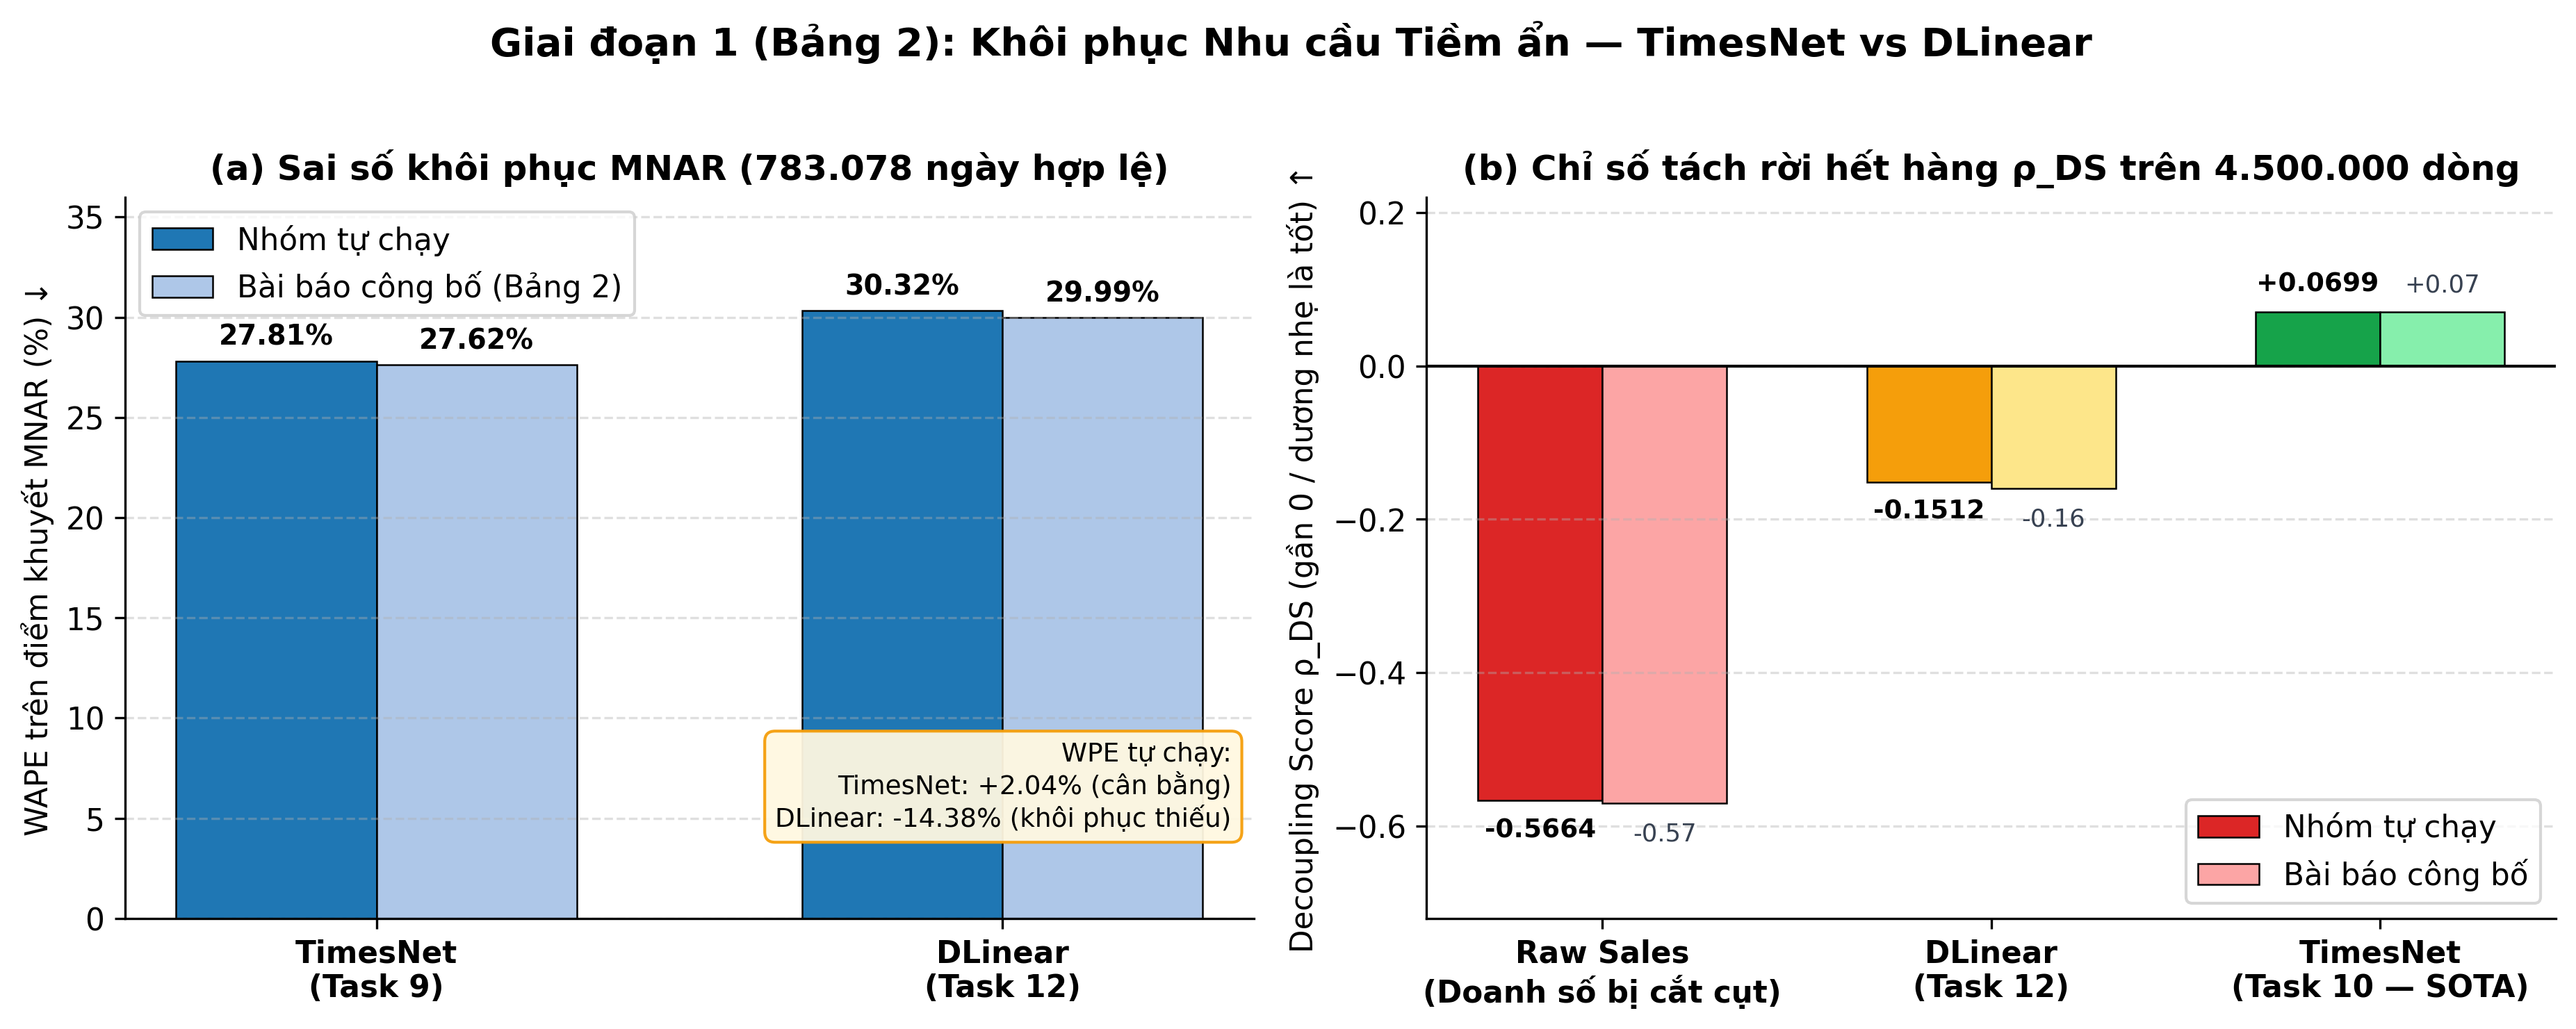 Giai đoạn 1 (Bảng 2): Khôi phục Nhu cầu Tiềm ẩn — TimesNet vs DLinear
(a) Sai số khôi phục MNAR (783.078 ngày hợp lệ)
WAPE trên điểm khuyết MNAR (%) ↓
35
30
25
20
15
10
5
0
Nhóm tự chạy
Bài báo công bố (Bảng 2)
27.81%
27.62%
30.32%
29.99%
WPE tự chạy:
TimesNet: +2.04% (cân bằng)
DLinear: -14.38% (khôi phục thiếu)
TimesNet
(Task 9)
DLinear
(Task 12)
(b) Chỉ số tách rời hết hàng ρ_DS trên 4.500.000 dòng
Decoupling Score ρ_DS (gần 0 / dương nhẹ là tốt) ↑
0.2
0.0
−0.2
−0.4
−0.6
-0.5664
-0.57
-0.1512
-0.16
+0.0699
+0.07
Nhóm tự chạy
Bài báo công bố
Raw Sales
(Doanh số bị cắt cụt)
DLinear
(Task 12)
TimesNet
(Task 10 — SOTA)